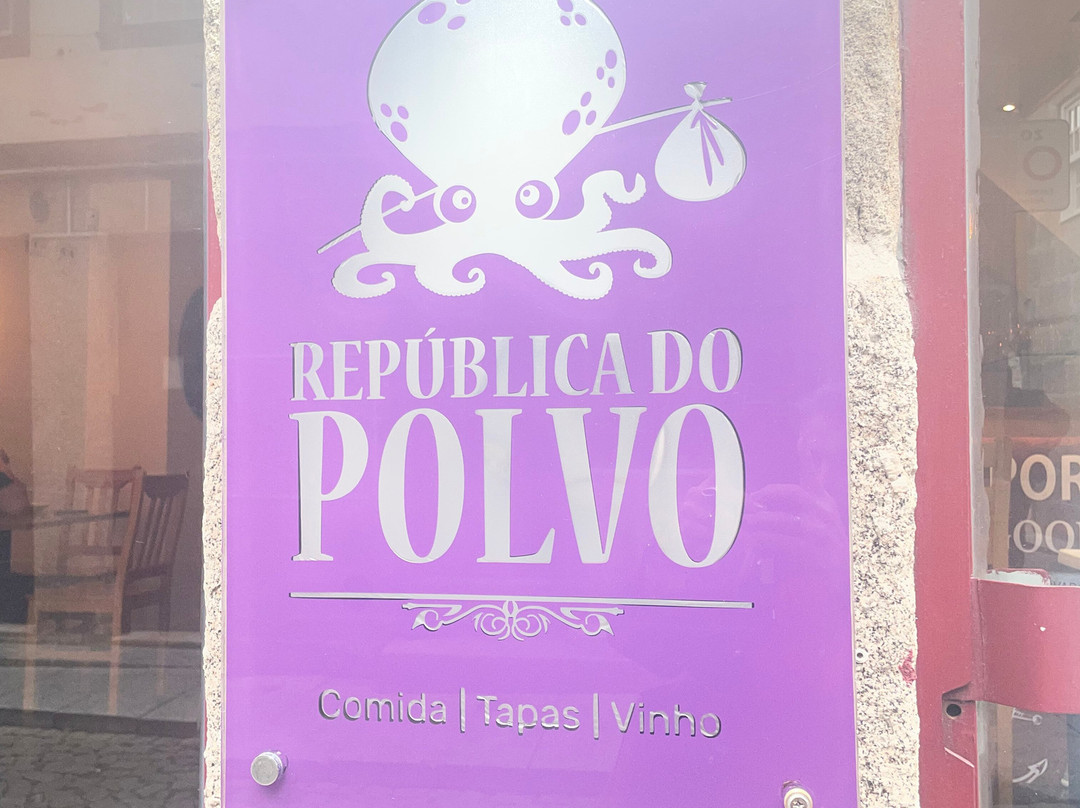 REPÚBLICA DO
POLVO
Comida | Tapas | Vinho